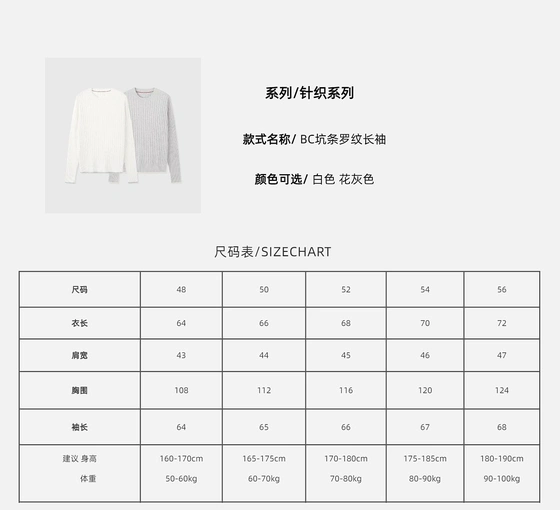 系列/针织系列
款式名称/ BC坑条罗纹长袖
颜色可选/ 白色 花灰色
尺码表/SIZECHART
尺码 48 50 52 54 56
衣长 64 66 68 70 72
肩宽 43 44 45 46 47
胸围 108 112 116 120 124
袖长 64 65 66 67 68
建议 身高 160-170cm 165-175cm 170-180cm 175-185cm 180-190cm
体重 50-60kg 60-70kg 70-80kg 80-90kg 90-100kg